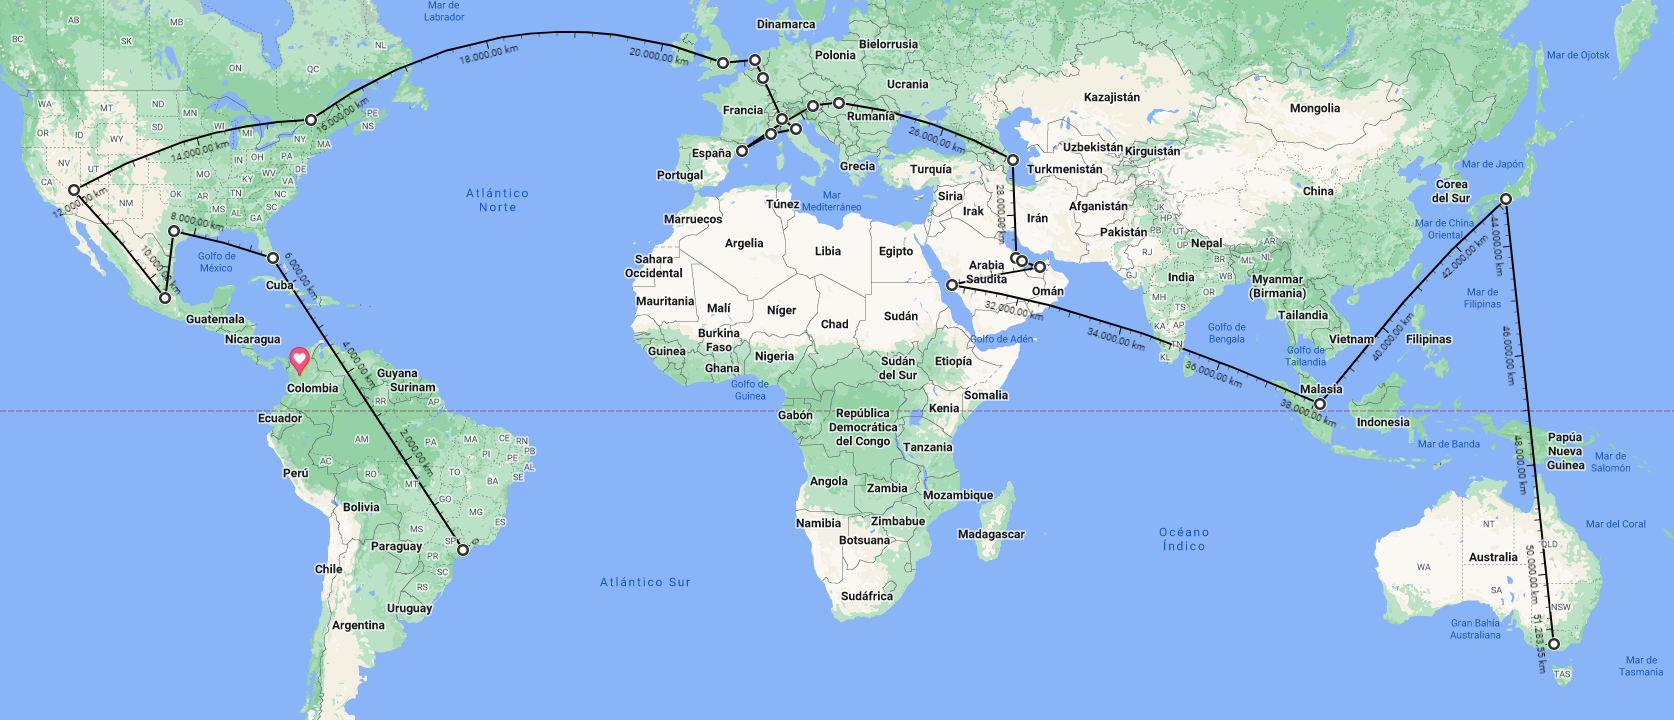 Mar de
Labrador
Dinamarca
AB
MB
BC
SK
NL
Bielorrusia
Polonia
Mar de Ojotsk
18.000,00 km
20.000,00 km
ON
QC
Ucrania
Kazajistán
Mongolia
WA
MT
ND
MN
PE
NS
16.000,00 km
Francia
Rumanía
OR
ID
SD
WI
MI
NY
MA
26.000,00 km
WY
14.000,00 km
España
Uzbekistán
Kirguistán
NV
UT
IN
OH
PA
IL
Grecia
Turquía
Turkmenistán
Mar de Japón
CA
MO
WV
VA
DE
KY
Portugal
China
Corea
del Sur
12.000,00 km
NM
OK
AR
TN
NC
Atlántico
Norte
Mar
Mediterráneo
Siria
Afganistán
MS
AL
SC
GA
Túnez
Irak
Irán
28.000,00 km
JK
HP
8.000,00 km
Marruecos
Pakistán
PB
UT
UP
Nepal
AR
Mar de China
Oriental
44.000,00 km
Golfo de
México
10.000,00 km
6.000,00 km
Argelia
Libia
Egipto
RJ
NL
42.000,00 km
Sahara
Occidental
Arabia
Saudita
GJ
India
WB
Myanmar
(Birmania)
Cuba
Omán
MH
TS
OR
Mar de
Filipinas
Mauritania
Malí
Níger
Chad
Sudán
32.000,00 km
Tailandia
Guatemala
Burkina
Faso
KA
AP
Golfo de
Bengala
40.000,00 km
Nicaragua
34.000,00 km
TN
KL
Vietnam
Filipinas
4.000,00 km
Guinea
Nigeria
Golfo de Adén
Golfo de
Tailandia
46.000,00 km
Ghana
Sudán
del Sur
Etiopía
36.000,00 km
Colombia
Guyana
Surinam
Golfo de
Guinea
Malasia
RR
AP
Somalia
38.000,00 km
Ecuador
Gabón
República
Democrática
del Congo
Kenia
Indonesia
2.000,00 km
AM
PA
MA
CE
RN
Tanzania
Mar de Banda
48.000,00 km
Papúa
Nueva
Guinea
Mar de
Salomón
PI
PB
PE
AC
Perú
RO
MT
TO
AL
SE
Angola
Zambia
Mozambique
GO
Bolivia
MG
Namibia
Zimbabue
MS
ES
NT
Mar del Coral
SP
0
Botsuana
Madagascar
Océano
Índico
Paraguay
PR
QLD
50.000,00 km
Australia
Chile
SC
Atlántico Sur
WA
RS
SA
Sudáfrica
Uruguay
NSW
Argentina
Gran Bahía
Australiana
51.283,55 km
Mar de
Tasmania
TAS